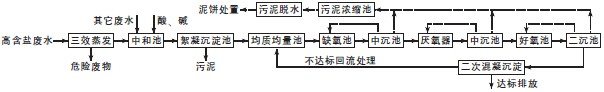 泥饼处置 污泥脱水 污泥浓缩池
其它废水 酸、碱
高含盐废水 三效蒸发 中和池 絮凝沉淀池 均质均量池 缺氧池 中沉池 厌氧器 中沉池 好氧池 二沉池
危险废物 污泥 不达标回流处理 二次混凝沉淀
达标排放